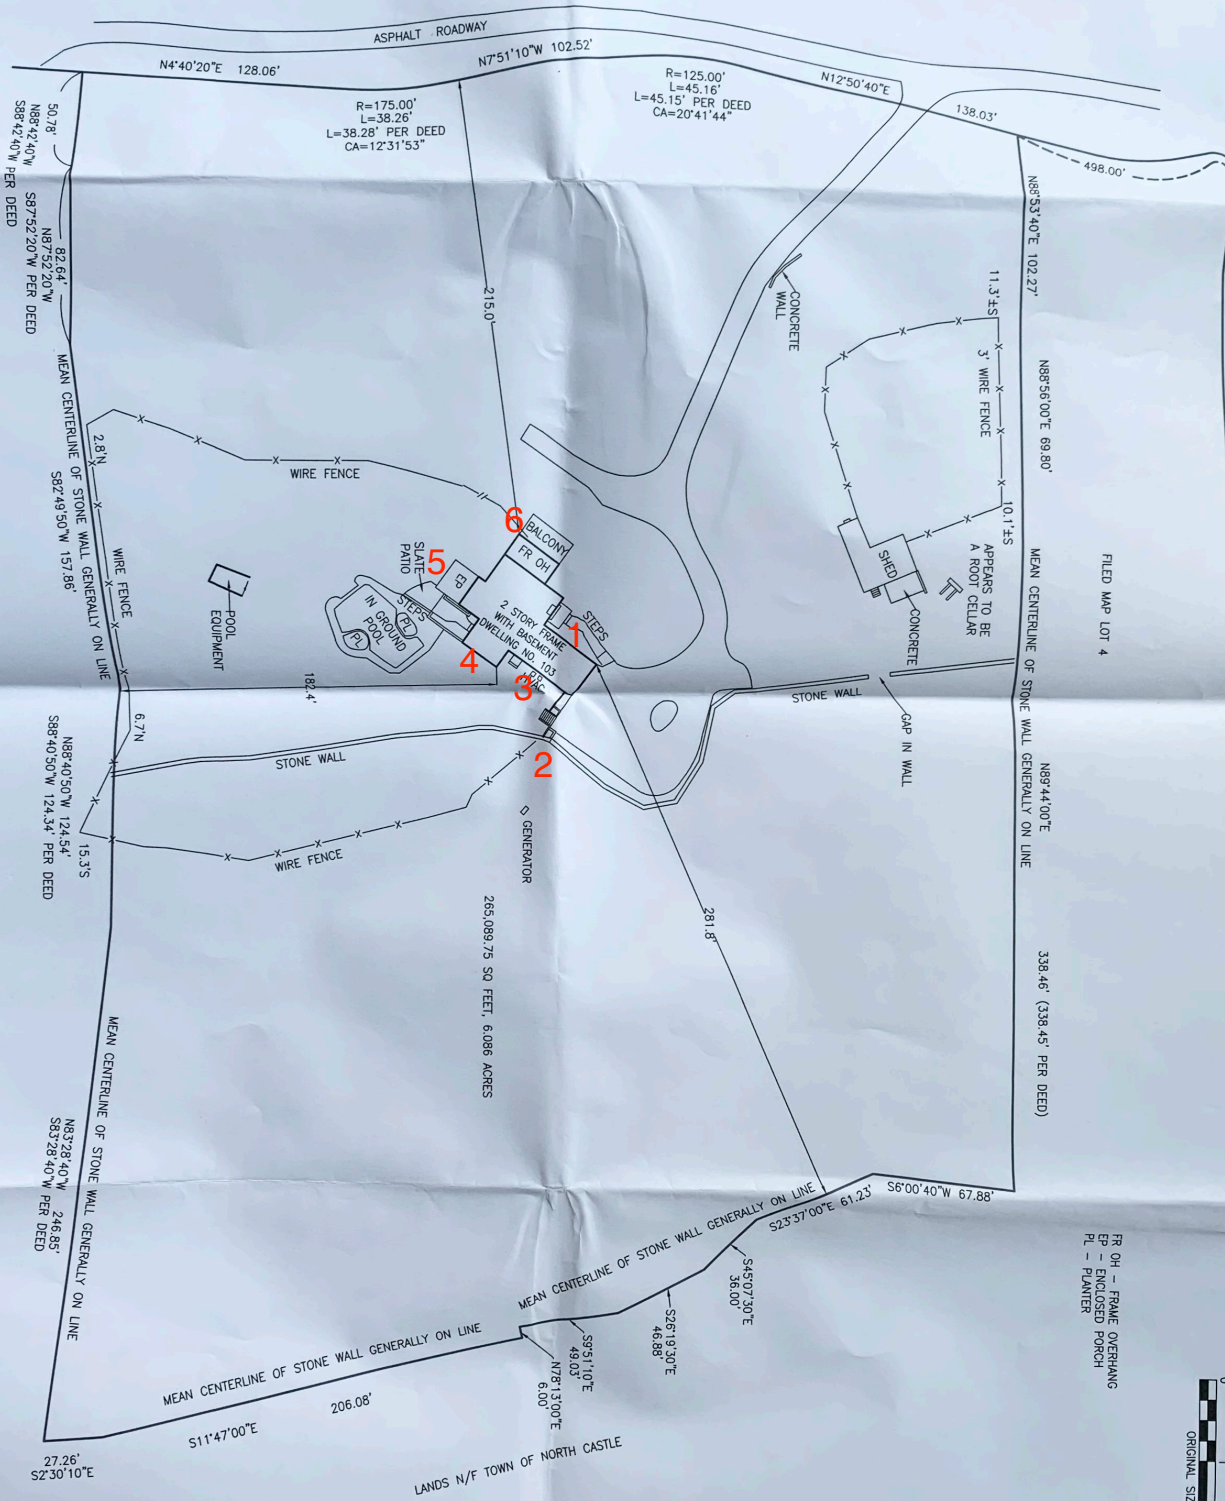 ASPHALT ROADWAY
N4°40'20"E 128.06'
N7°51'10"W 102.52'
R=175.00'
L=38.26'
L=38.28' PER DEED
CA=12°31'53"
R=125.00'
L=45.16'
L=45.15' PER DEED
CA=20°41'44"
N12°50'40"E
138.03'
498.00'
50.78'
N88°42'40"W
S88°42'40"W PER DEED
82.64'
N87°52'20"W
S87°52'20"W PER DEED
N88°53'40"E 102.27'
215.0'
CONCRETE
WALL
11.3'±S
3' WIRE FENCE
N88°56'00"E 69.80'
MEAN CENTERLINE OF STONE WALL GENERALLY ON LINE
S82°49'50"W 157.86'
2.8'N
WIRE FENCE
WIRE FENCE
10.1'±S
6
BALCONY
FR OH
5
SLATE
PATIO
EP
STEPS
IN GROUND
POOL
PL
PL
POOL
EQUIPMENT
2 STORY FRAME
WITH BASEMENT
DWELLING NO. 103
STEPS
1
4
3
2
SHED
CONCRETE
APPEARS TO BE
A ROOT CELLAR
FILED MAP LOT 4
MEAN CENTERLINE OF STONE WALL GENERALLY ON LINE
182.4'
6.7'N
STONE WALL
STONE WALL
GAP IN WALL
N88°40'50"W 124.54'
S88°40'50"W 124.34' PER DEED
15.3'S
WIRE FENCE
GENERATOR
N89°44'00"E
338.46' (338.45' PER DEED)
281.8'
265,089.75 SQ FEET, 6.086 ACRES
MEAN CENTERLINE OF STONE WALL GENERALLY ON LINE
N83°28'40"W 246.85'
S83°28'40"W PER DEED
S6°00'40"W 67.88'
S23°37'00"E 61.23'
MEAN CENTERLINE OF STONE WALL GENERALLY ON LINE
S45°07'30"E
36.00'
S26°19'30"E
46.88'
S9°51'10"E
49.03'
N78°13'00"E
6.00'
MEAN CENTERLINE OF STONE WALL GENERALLY ON LINE
206.08'
S11°47'00"E
27.26'
S2°30'10"E
LANDS N/F TOWN OF NORTH CASTLE
FR OH - FRAME OVERHANG
EP - ENCLOSED PORCH
PL - PLANTER
0
ORIGINAL